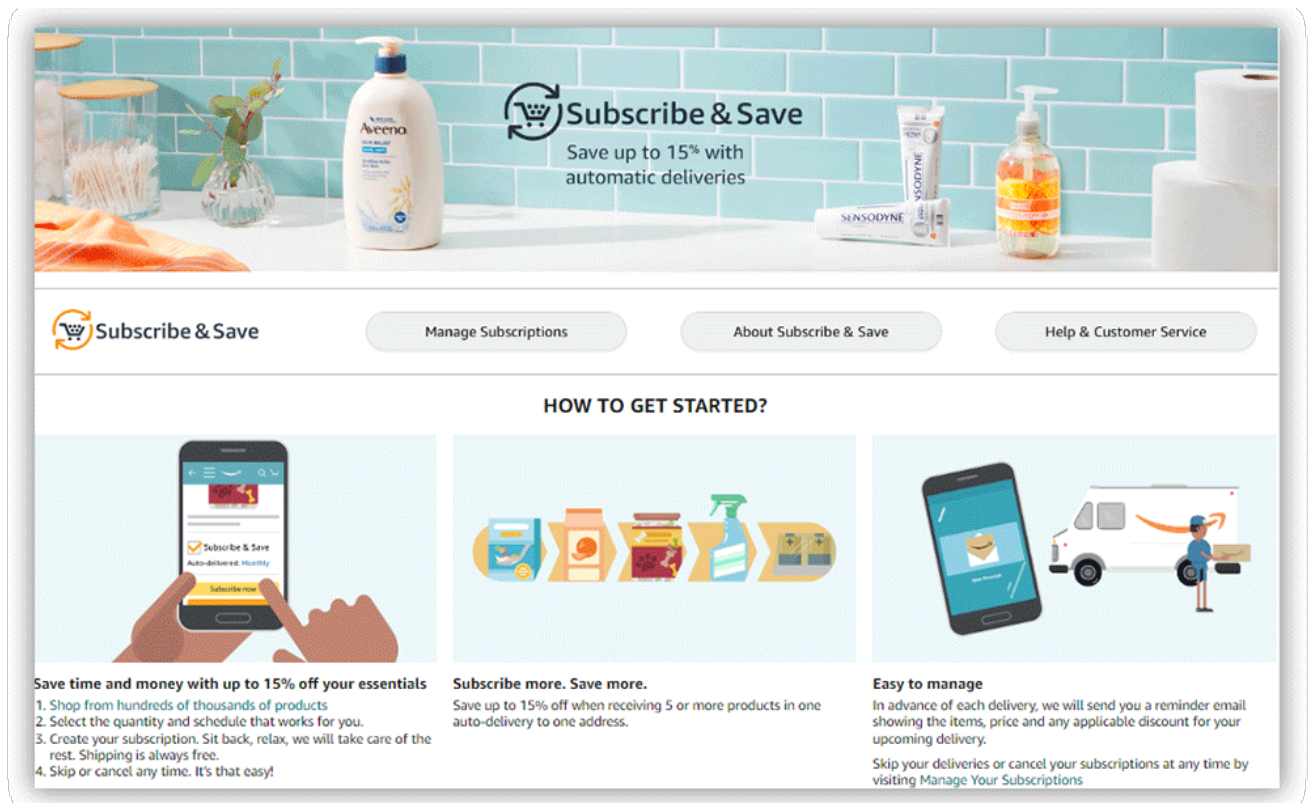 Subscribe & Save
Save up to 15% with
automatic deliveries
Aveeno
SKIN RELIEF
SENSODYNE
SENSODYNE
Subscribe & Save
Manage Subscriptions
About Subscribe & Save
Help & Customer Service
HOW TO GET STARTED?
Subscribe & Save
Auto-delivered: Monthly
Subscribe now
Save time and money with up to 15% off your essentials
1. Shop from hundreds of thousands of products
2. Select the quantity and schedule that works for you.
3. Create your subscription. Sit back, relax, we will take care of the
rest. Shipping is always free.
4. Skip or cancel any time. It's that easy!
Subscribe more. Save more.
Save up to 15% off when receiving 5 or more products in one
auto-delivery to one address.
Easy to manage
In advance of each delivery, we will send you a reminder email
showing the items, price and any applicable discount for your
upcoming delivery.
Skip your deliveries or cancel your subscriptions at any time by
visiting Manage Your Subscriptions